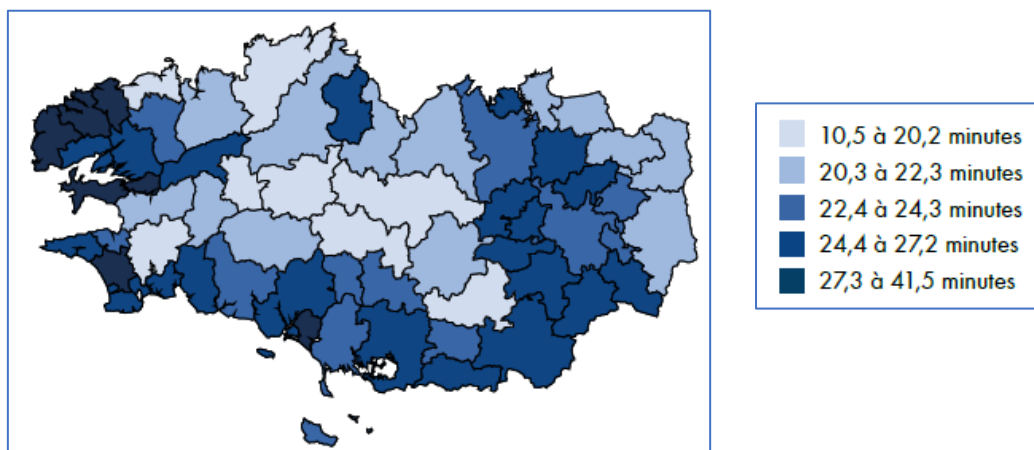 10,5 à 20,2 minutes
20,3 à 22,3 minutes
22,4 à 24,3 minutes
24,4 à 27,2 minutes
27,3 à 41,5 minutes